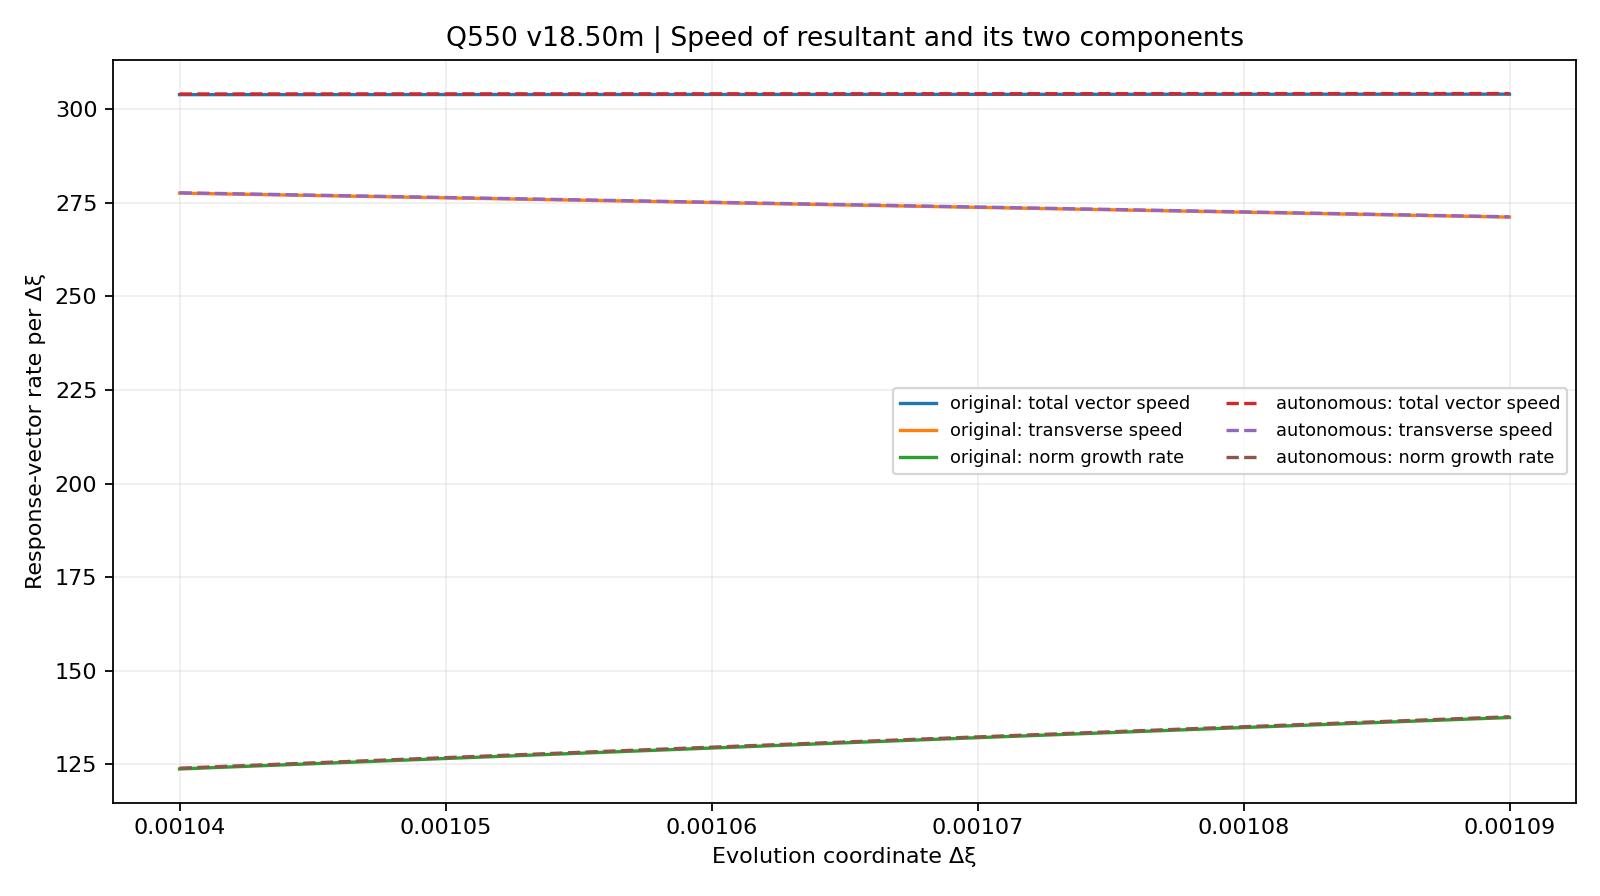 Q550 v18.50m | Speed of resultant and its two components
Response-vector rate per Δξ
300
275
250
225
200
175
150
125
original: total vector speed
original: transverse speed
original: norm growth rate
autonomous: total vector speed
autonomous: transverse speed
autonomous: norm growth rate
0.00104 0.00105 0.00106 0.00107 0.00108 0.00109
Evolution coordinate Δξ